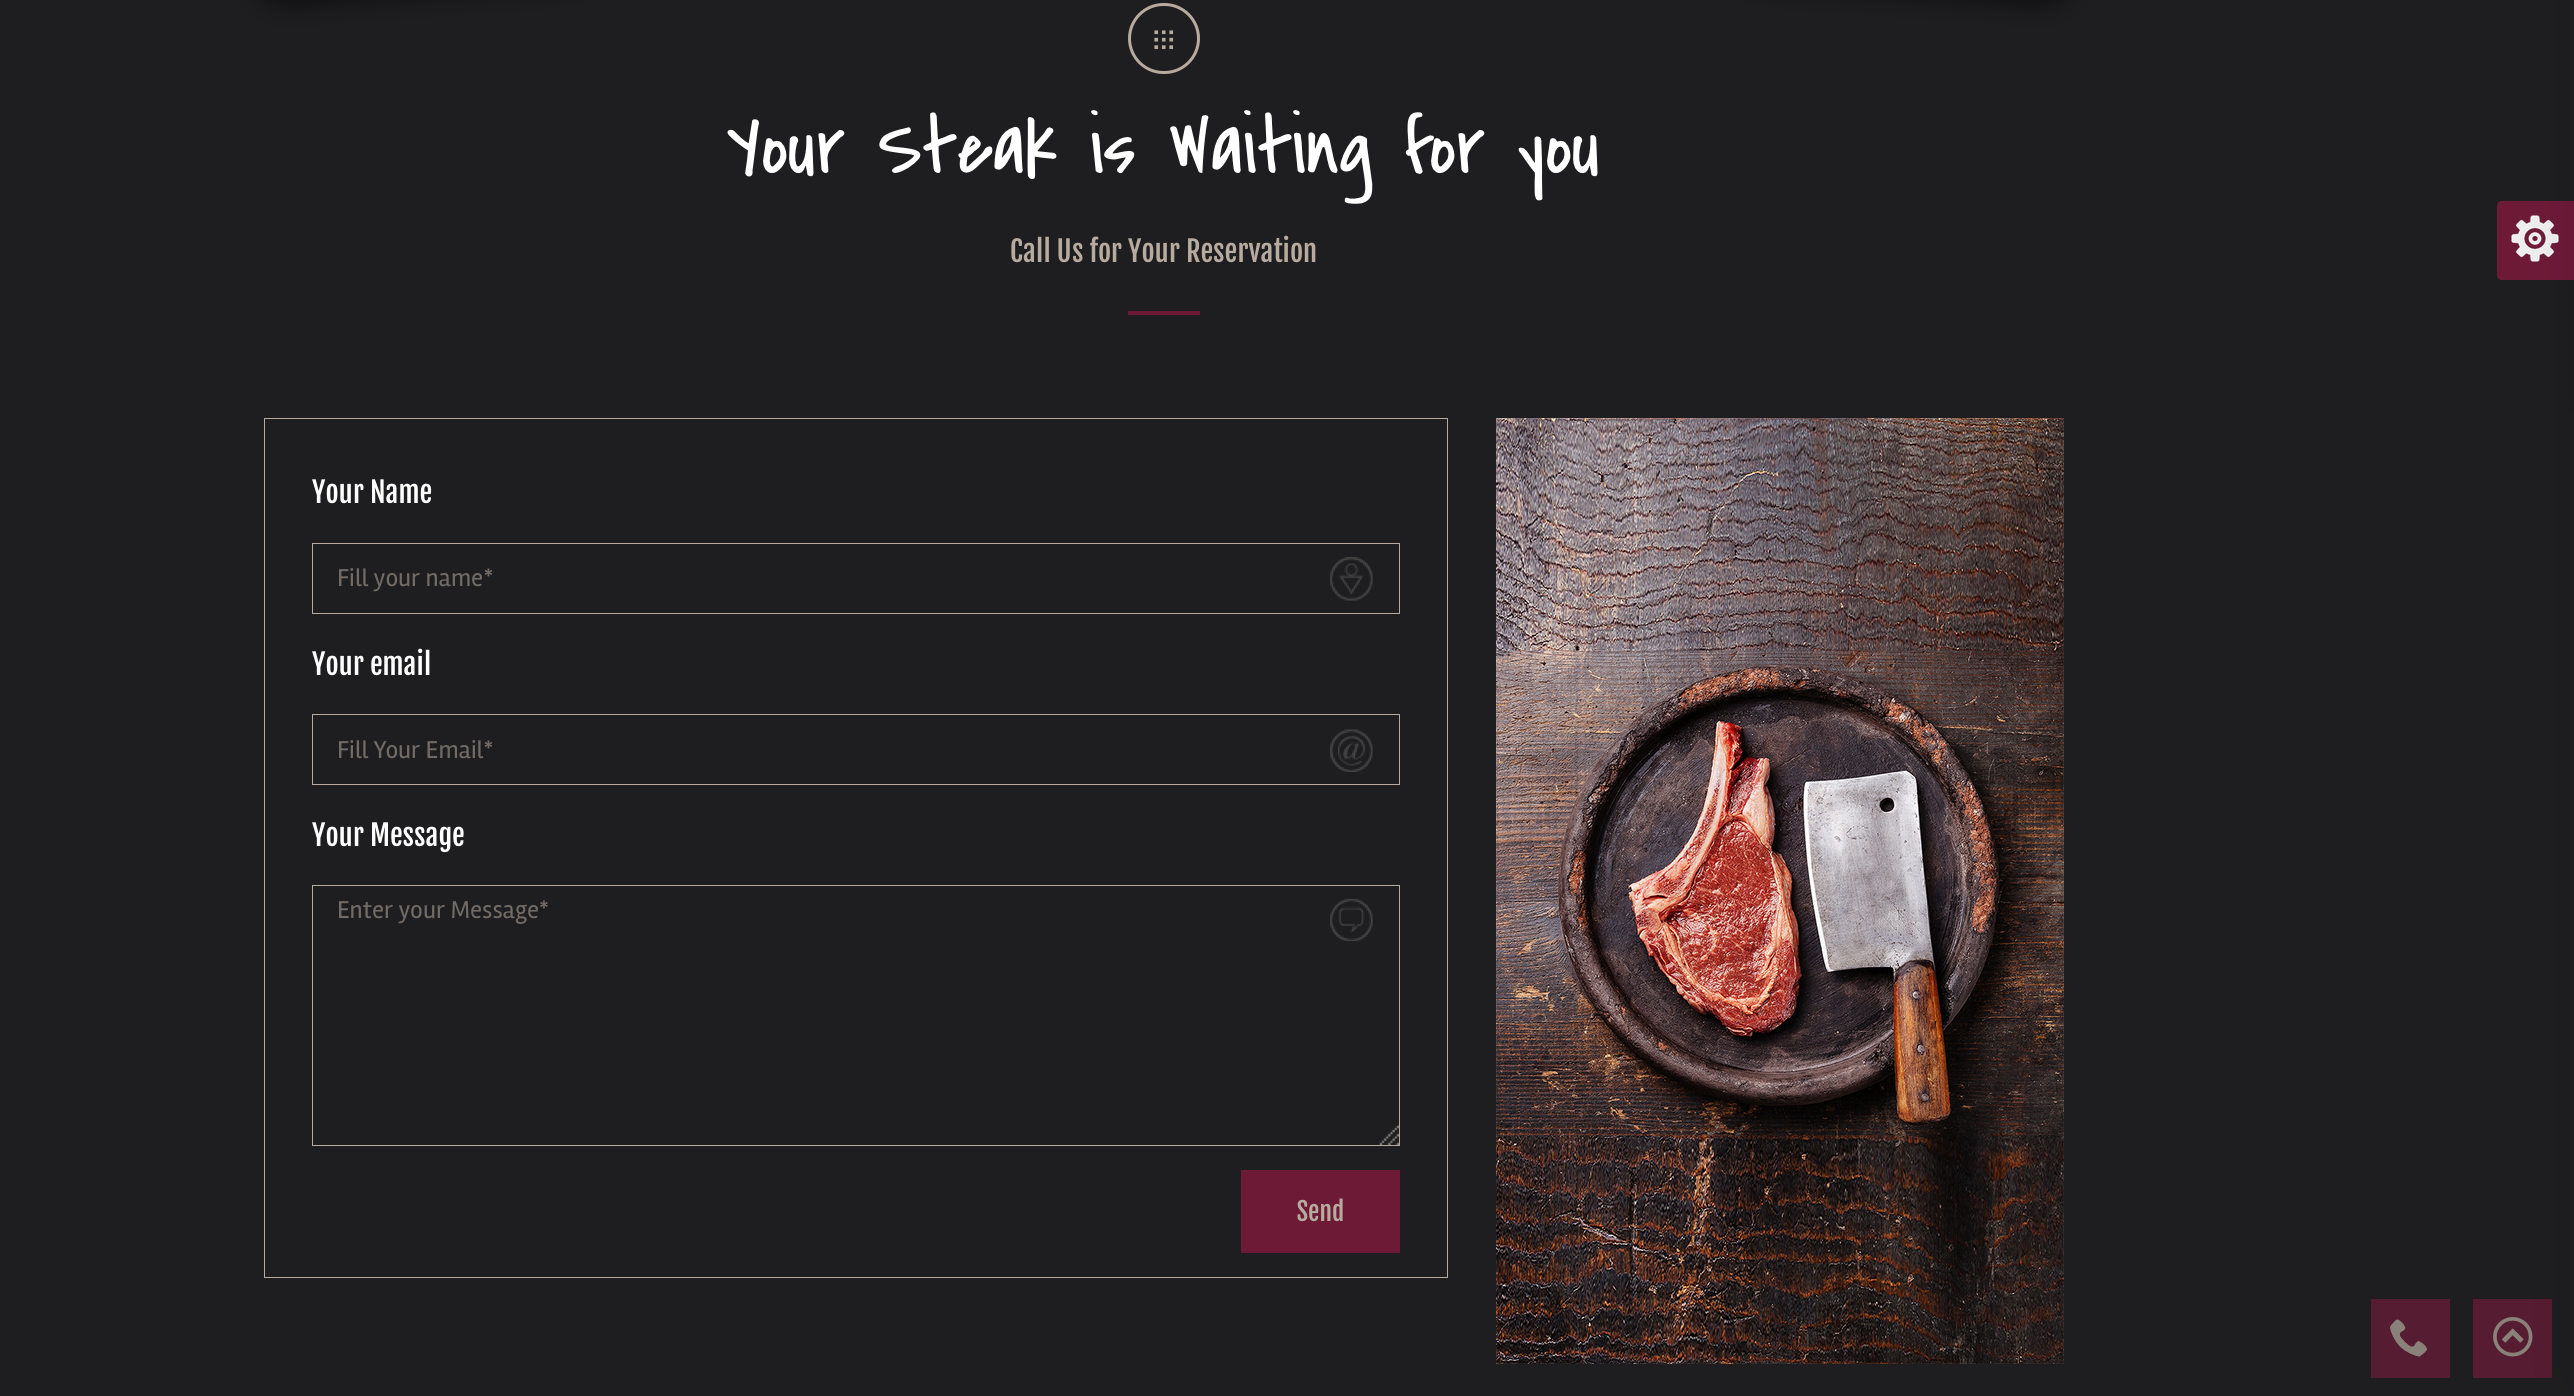 Your Steak is Waiting for you
Call Us for Your Reservation
Your Name
Fill your name*
Your email
Fill Your Email*
Your Message
Enter your Message*
Send